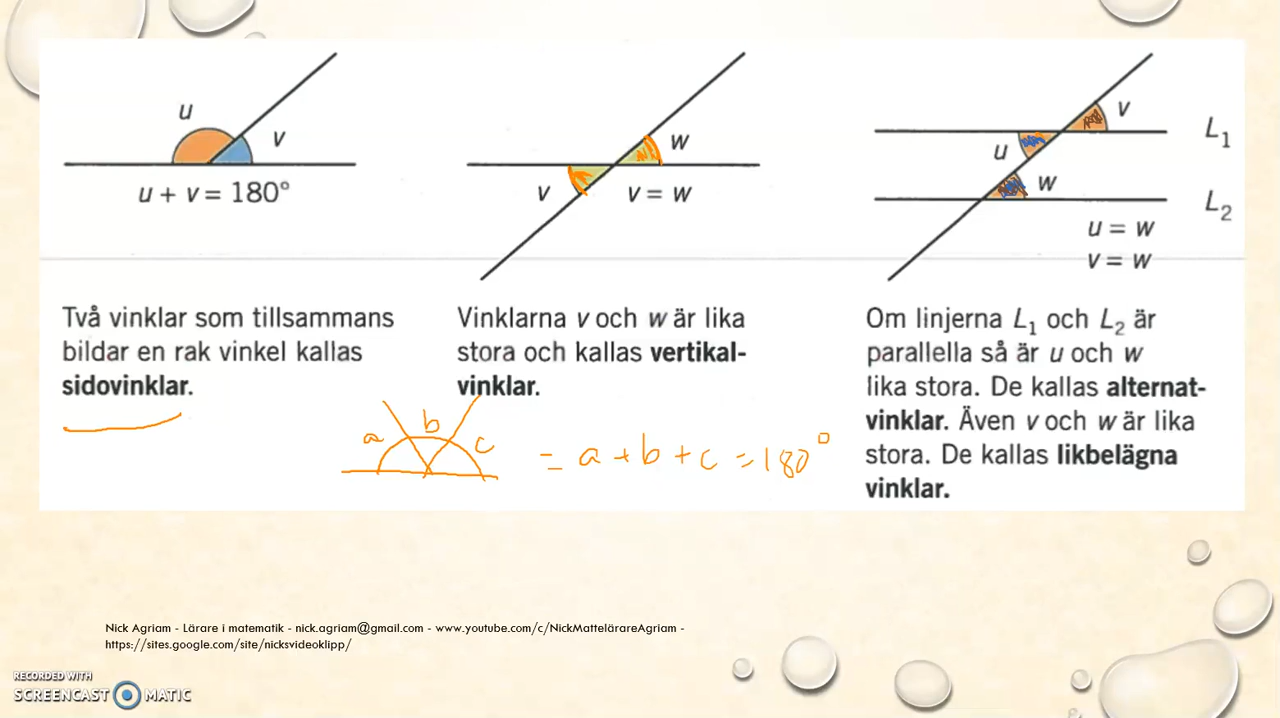 u
v
u + v = 180°
w
v
v = w
v
L₁
u
w
L₂
u = w
v = w
Två vinklar som tillsammans
bildar en rak vinkel kallas
sidovinklar.
Vinklarna v och w är lika
stora och kallas vertikal-
vinklar.
a
b
c
= a + b + c = 180°
Om linjerna L₁ och L₂ är
parallella så är u och w
lika stora. De kallas alternat-
vinklar. Även v och w är lika
stora. De kallas likbelägna
vinklar.
Nick Agriam - Lärare i matematik - nick.agriam@gmail.com - www.youtube.com/c/NickMattelärareAgriam -
https://sites.google.com/site/nicksvideoklipp/
RECORDED WITH
SCREENCAST MATIC